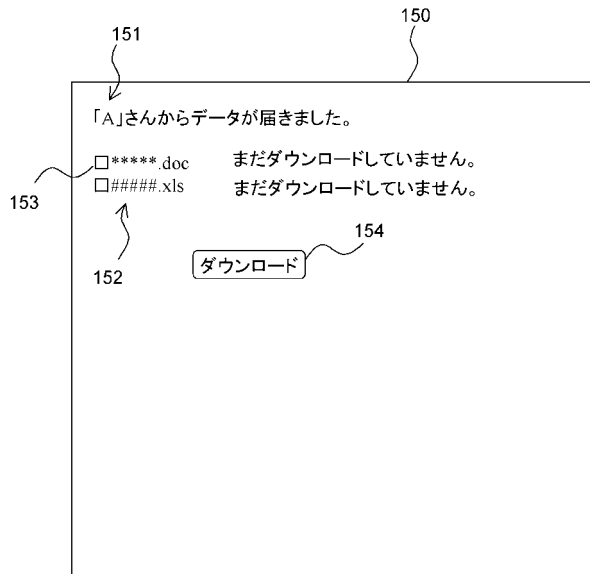 150
151
「A」さんからデータが届きました。
□*****.doc まだダウンロードしていません。
□#####.xls まだダウンロードしていません。
153
152
154
ダウンロード